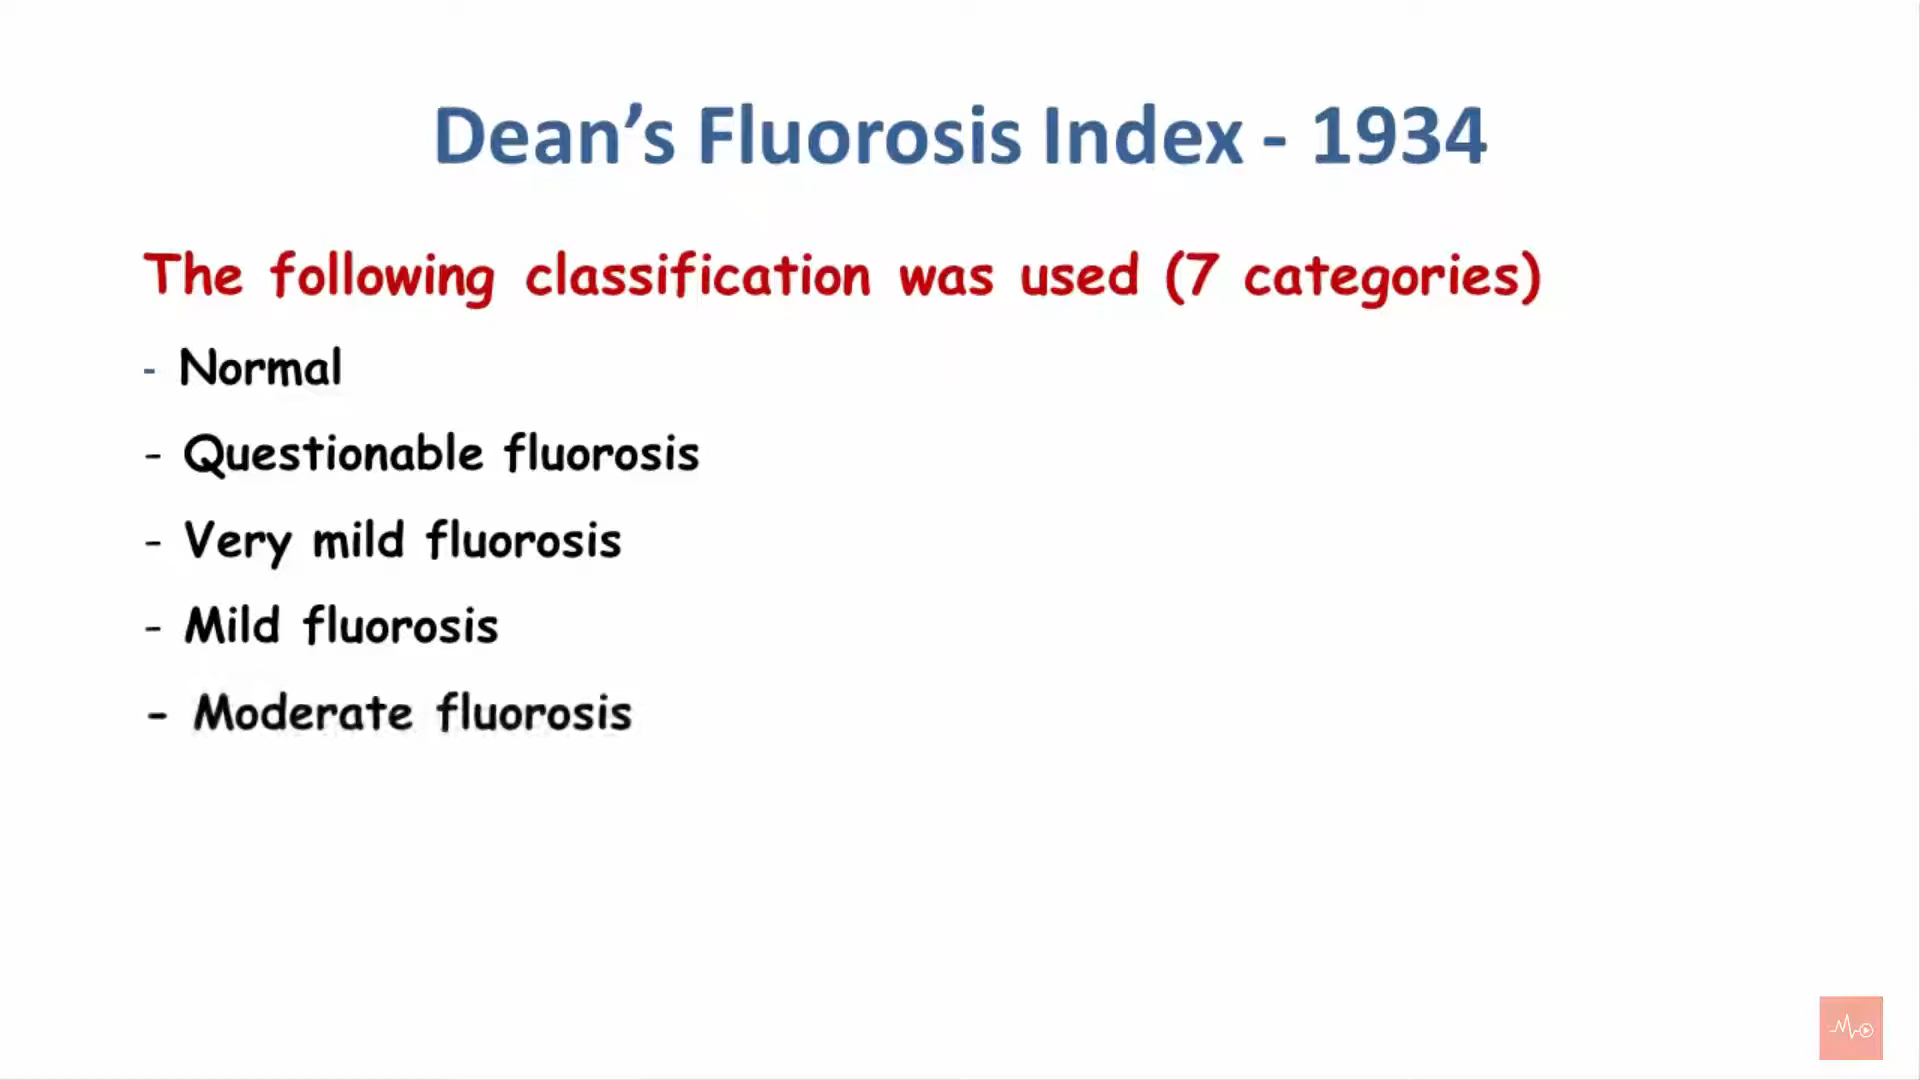 Dean’s Fluorosis Index - 1934
The following classification was used (7 categories)
- Normal
- Questionable fluorosis
- Very mild fluorosis
- Mild fluorosis
- Moderate fluorosis